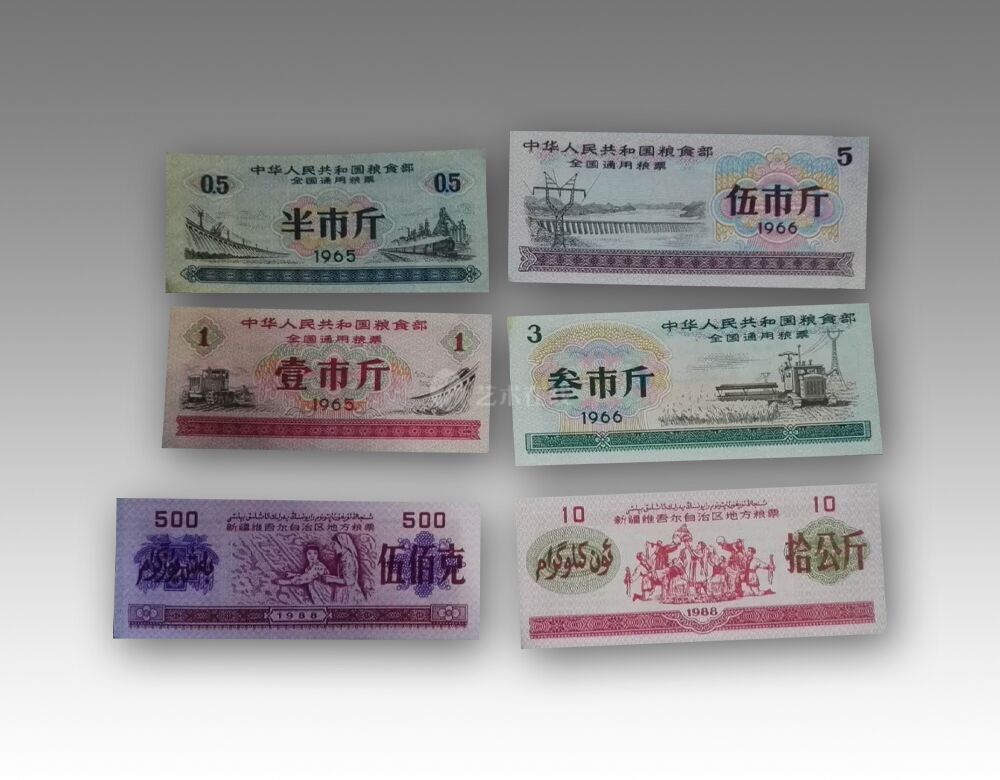 中华人民共和国粮食部
全国通用粮票
0.5 0.5
半市斤
1965
中华人民共和国粮食部
5
全国通用粮票
伍市斤
1966
中华人民共和国粮食部
1 全国通用粮票 1
壹市斤
1965
3 中华人民共和国粮食部
全国通用粮票
叁市斤
1966
500 500
新疆维吾尔自治区地方粮票
伍佰克
1988
10 10
新疆维吾尔自治区地方粮票
ئون كىلوگرام
拾公斤
1988